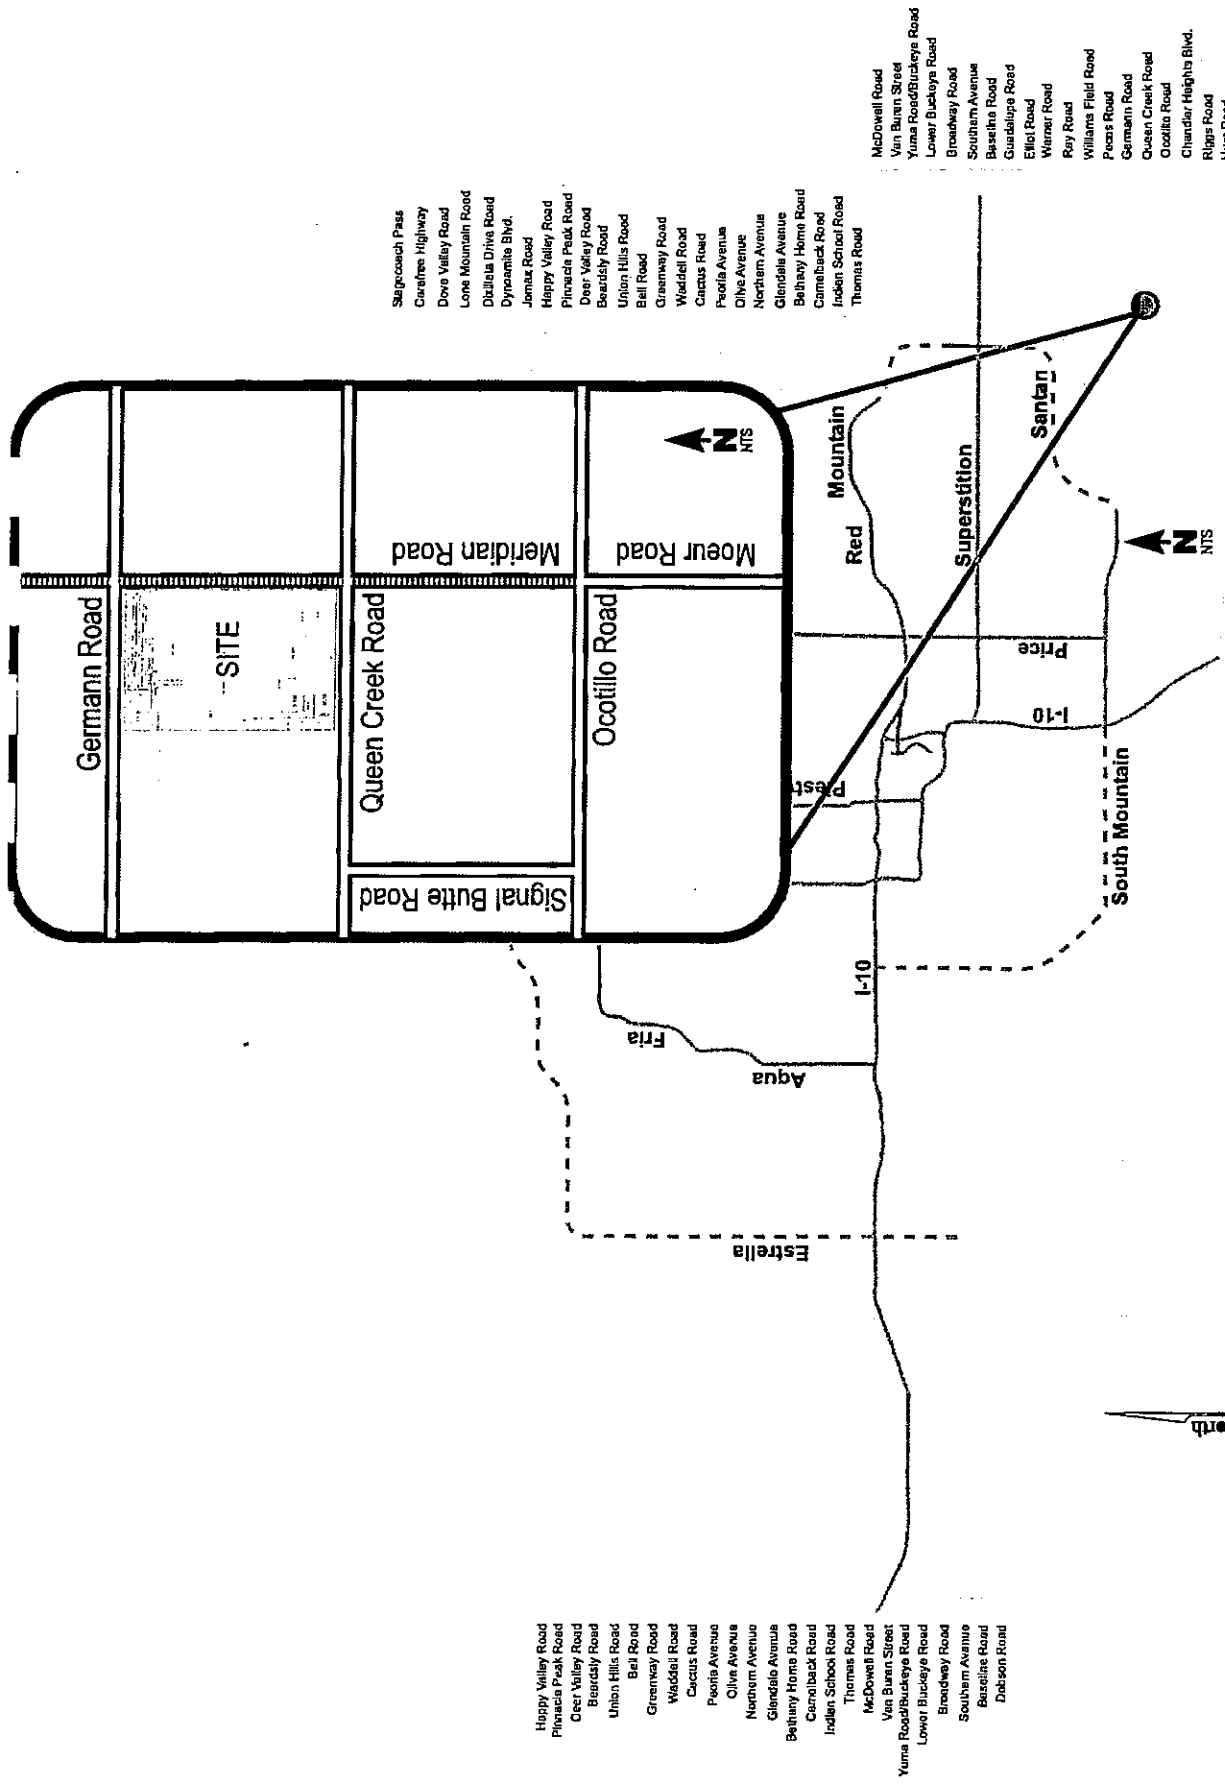 Stagecoach Pass
Carefree Highway
Dove Valley Road
Lone Mountain Road
Dixileta Drive Road
Dynoamite Blvd.
Jomax Road
Happy Valley Road
Pinnacle Peak Road
Deer Valley Road
Beardsly Road
Union Hills Road
Bell Road
Greenway Road
Waddell Road
Cactus Road
Peoria Avenue
Olive Avenue
Northern Avenue
Glendale Avenue
Bethany Home Road
Camelback Road
Indian School Road
Thomas Road
McDowell Road
Van Buren Street
Yuma Road/Buckeye Road
Lower Buckeye Road
Broadway Road
Southern Avenue
Baseline Road
Guadalupe Road
Elliot Road
Warner Road
Ray Road
Williams Field Road
Pecos Road
Germann Road
Queen Creek Road
Ocotillo Road
Chandler Heights Blvd.
Riggs Road
Germann Road
SITE
Queen Creek Road
Meridian Road
Ocotillo Road
Moeur Road
Signal Butte Road
N
NTS
Red
Mountain
Superstition
Santan
Price
I-10
Piest
South Mountain
I-10
N
NTS
Fria
Aqua
Estrella
erth
Happy Valley Road
Pinnacle Peak Road
Deer Valley Road
Beardsly Road
Union Hills Road
Bell Road
Greenway Road
Waddell Road
Cactus Road
Peoria Avenue
Olive Avenue
Northern Avenue
Glendale Avenue
Bethany Home Road
Camelback Road
Indian School Road
Thomas Road
McDowell Road
Van Buren Street
Yuma Road/Buckeye Road
Lower Buckeye Road
Broadway Road
Southern Avenue
Baseline Road
Dobson Road